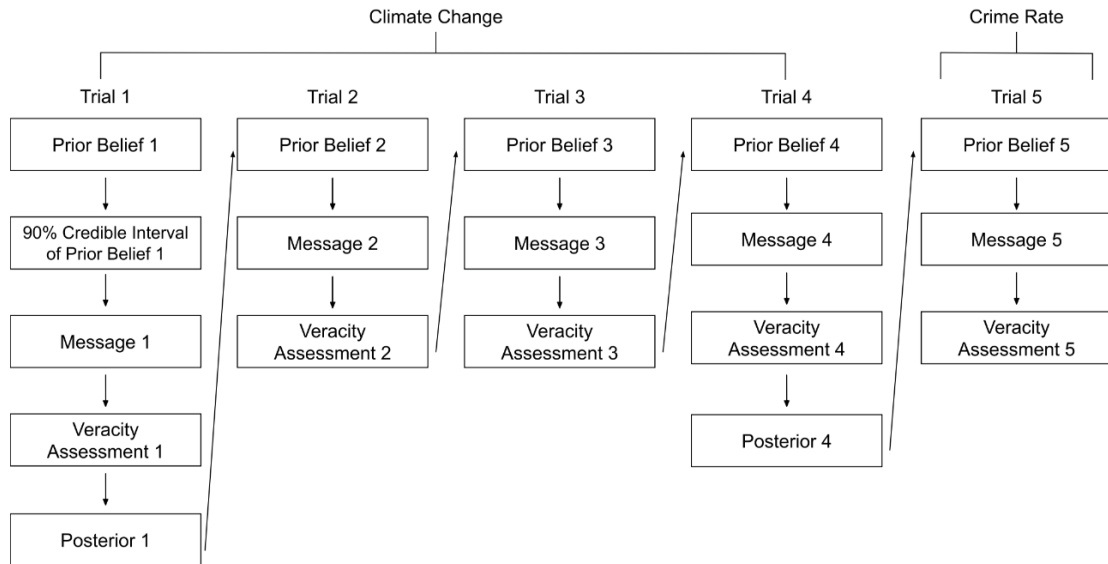 Climate Change
Crime Rate
Trial 1
Trial 2
Trial 3
Trial 4
Trial 5
Prior Belief 1
90% Credible Interval
of Prior Belief 1
Message 1
Veracity
Assessment 1
Posterior 1
Prior Belief 2
Message 2
Veracity
Assessment 2
Prior Belief 3
Message 3
Veracity
Assessment 3
Prior Belief 4
Message 4
Veracity
Assessment 4
Posterior 4
Prior Belief 5
Message 5
Veracity
Assessment 5